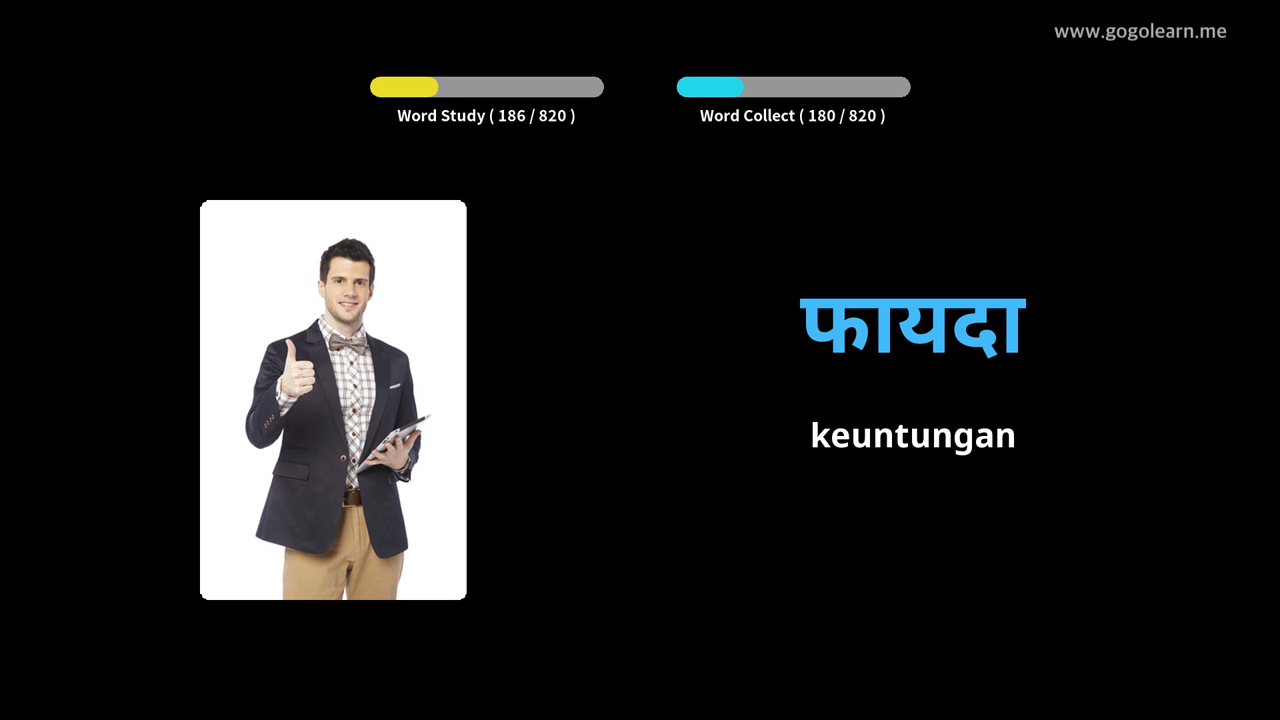 www.gogolearn.me
Word Study ( 186 / 820 )
Word Collect ( 180 / 820 )
फायदा
keuntungan